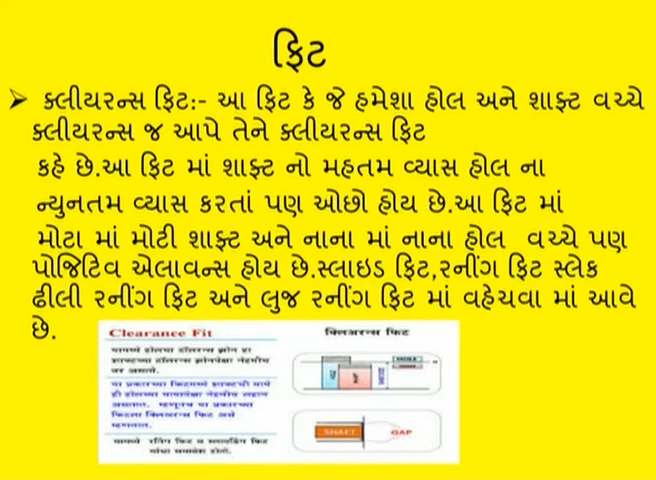 ફિટ
➤ ક્લીયરન્સ ફિટ:- આ ફિટ કે જે હમેશા હોલ અને શાફ્ટ વચ્ચે
ક્લીયરન્સ જ આપે તેને ક્લીયરન્સ ફિટ
કહે છે.આ ફિટ માં શાફ્ટ નો મહતમ વ્યાસ હોલ ના
ન્યુનતમ વ્યાસ કરતાં પણ ઓછો હોય છે.આ ફિટ માં
મોટા માં મોટી શાફ્ટ અને નાના માં નાના હોલ વચ્ચે પણ
પોજિટિવ એલાવન્સ હોય છે.સ્લાઇડ ફિટ,રનીંગ ફિટ સ્લેક
ઢીલી રનીંગ ફિટ અને લુજ રનીંગ ફિટ માં વહેચવા માં આવે
છે.
Clearance Fit
क्लिअरन्स फिट
SHAFT
GAP